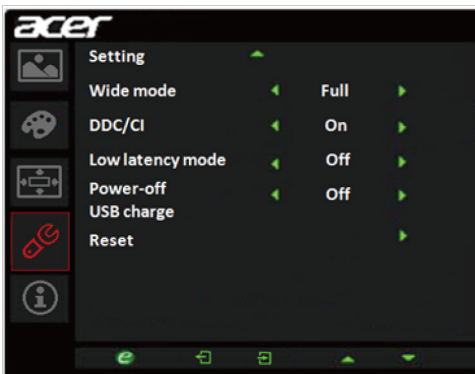 acer
Setting
Wide mode Full
DDC/CI On
Low latency mode Off
Power-off Off
USB charge
Reset
e